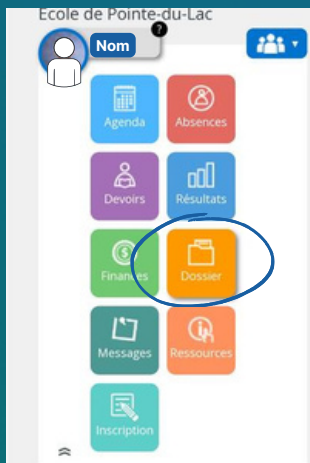 Ecole de Pointe-du-Lac
Nom
?
Agenda
Absences
Devoirs
Résultats
$
Finances
Dossier
Messages
Ressources
Inscription